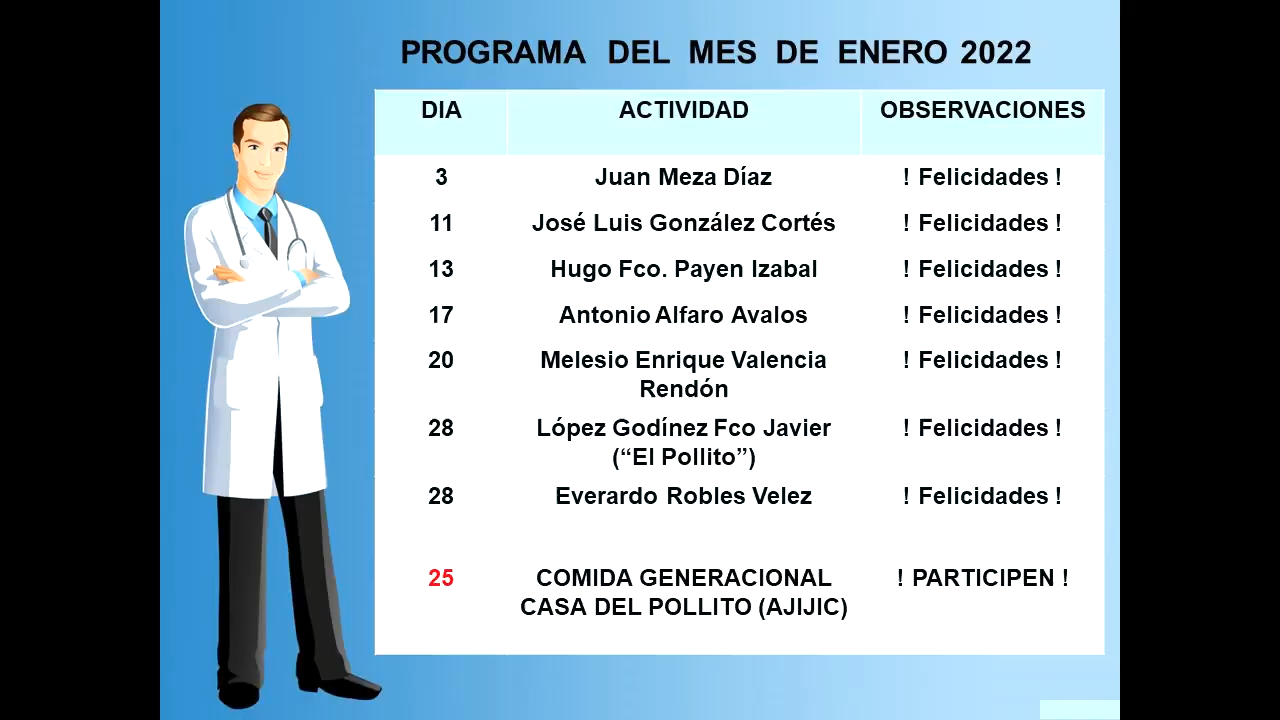 PROGRAMA DEL MES DE ENERO 2022
DIA ACTIVIDAD OBSERVACIONES
3 Juan Meza Díaz ! Felicidades !
11 José Luis González Cortés ! Felicidades !
13 Hugo Fco. Payen Izabal ! Felicidades !
17 Antonio Alfaro Avalos ! Felicidades !
20 Melesio Enrique Valencia ! Felicidades !
Rendón
28 López Godínez Fco Javier ! Felicidades !
(“El Pollito”)
28 Everardo Robles Velez ! Felicidades !
25 COMIDA GENERACIONAL ! PARTICIPEN !
CASA DEL POLLITO (AJIJIC)